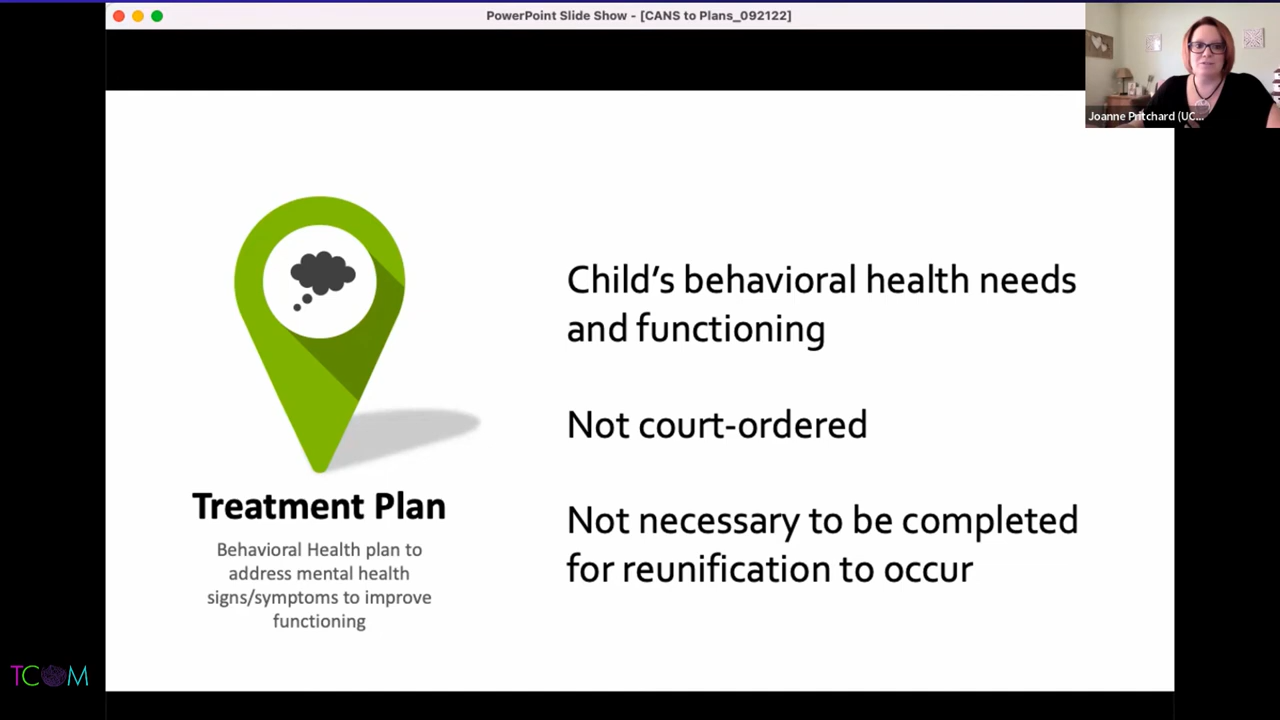 PowerPoint Slide Show - [CANS to Plans_092122]
Joanne Pritchard (UC...
Child's behavioral health needs
and functioning
Not court-ordered
Not necessary to be completed
for reunification to occur
Treatment Plan
Behavioral Health plan to
address mental health
signs/symptoms to improve
functioning
TCOM